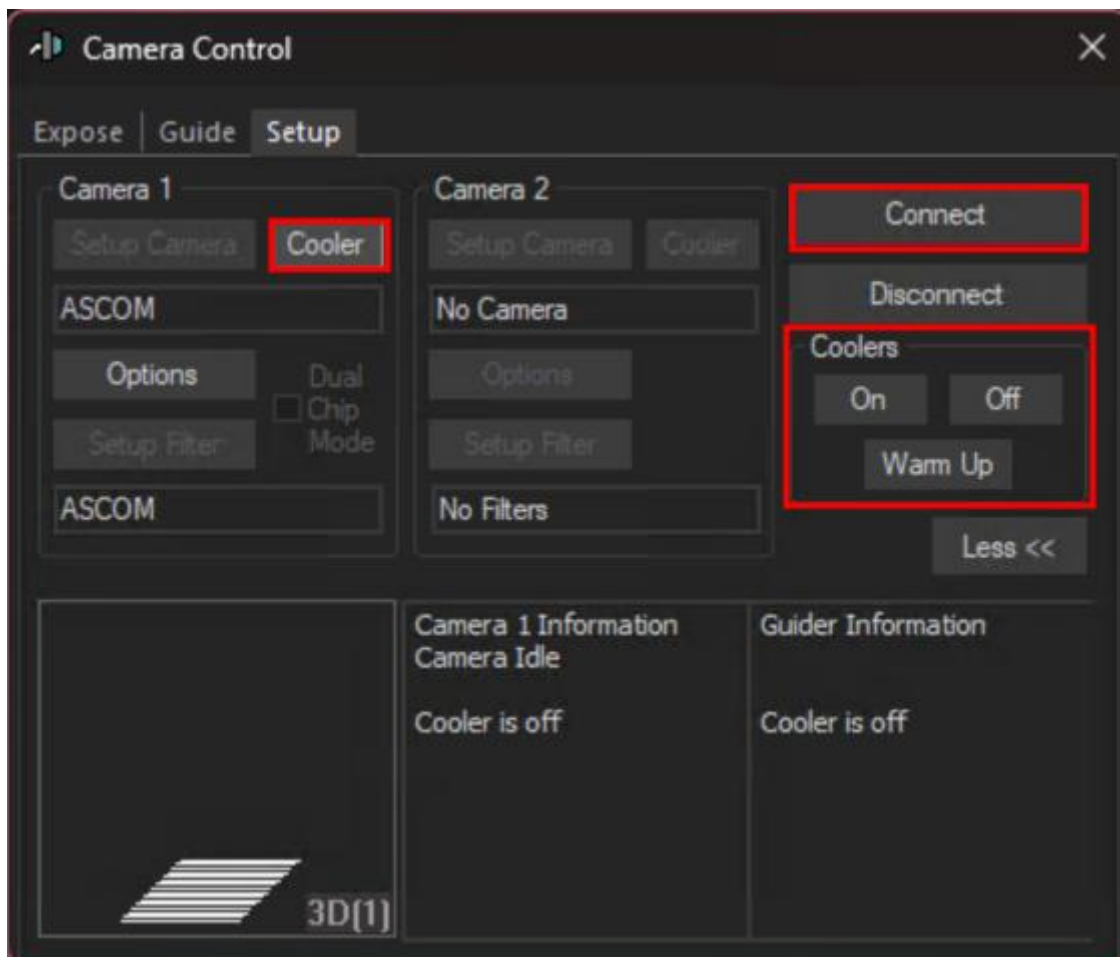 Camera Control
Expose Guide Setup
Camera 1
Setup Camera Cooler
ASCOM
Options
Dual
Chip
Mode
Setup Filter
ASCOM
Camera 2
Setup Camera Cooler
No Camera
Options
Setup Filter
No Filters
Connect
Disconnect
Coolers
On Off
Warm Up
Less <<
3D(1)
Camera 1 Information
Camera Idle
Cooler is off
Guider Information
Cooler is off